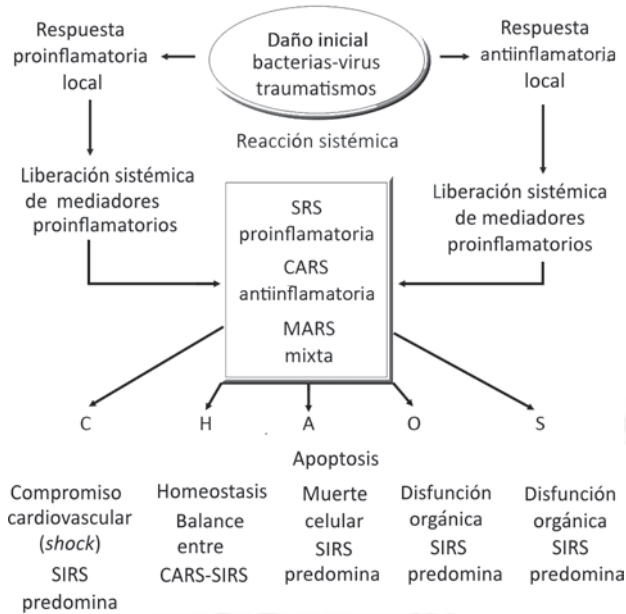 Respuesta
proinflamatoria
local
Daño inicial
bacterias-virus
traumatismos
Respuesta
antiinflamatoria
local
Reacción sistémica
Liberación sistémica
de mediadores
proinflamatorios
SRS
proinflamatoria
CARS
antiinflamatoria
MARS
mixta
Liberación sistémica
de mediadores
proinflamatorios
C
H
A
O
S
Compromiso
cardiovascular
(shock)
SIRS
predomina
Homeostasis
Balance
entre
CARS-SIRS
Apoptosis
Muerte
celular
SIRS
predomina
Disfunción
orgánica
SIRS
predomina
Disfunción
orgánica
SIRS
predomina